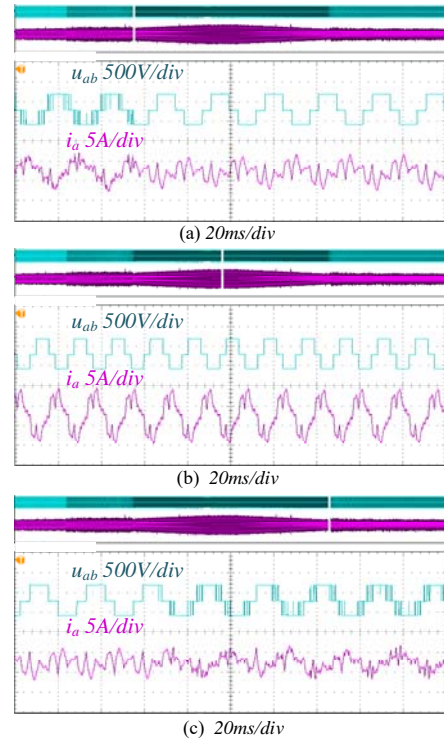 u_ab 500V/div
i_a 5A/div
(a) 20ms/div
u_ab 500V/div
i_a 5A/div
(b) 20ms/div
u_ab 500V/div
i_a 5A/div
(c) 20ms/div